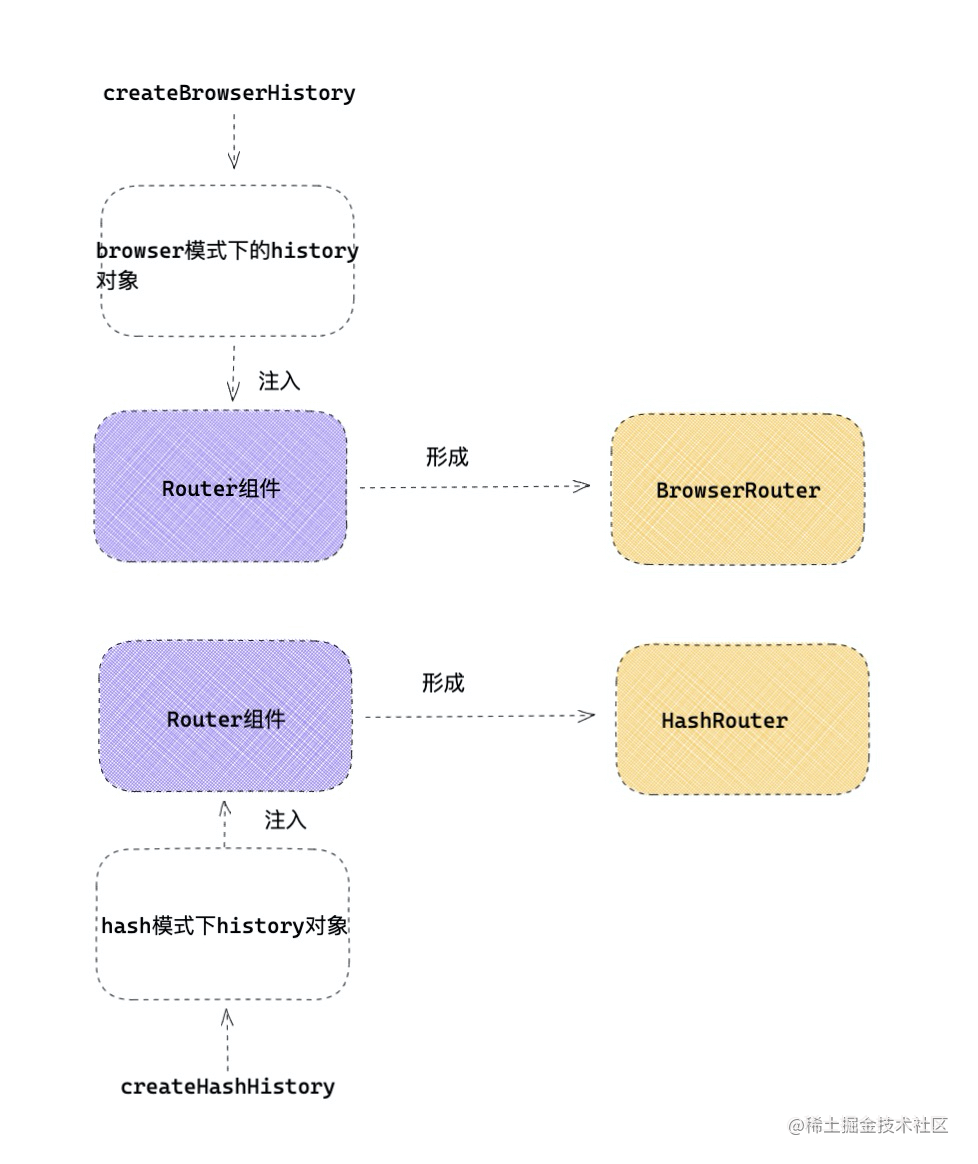 createBrowserHistory
browser模式下的history
对象
注入
Router组件
形成
BrowserRouter
Router组件
形成
HashRouter
注入
hash模式下history对象
createHashHistory
@稀土掘金技术社区